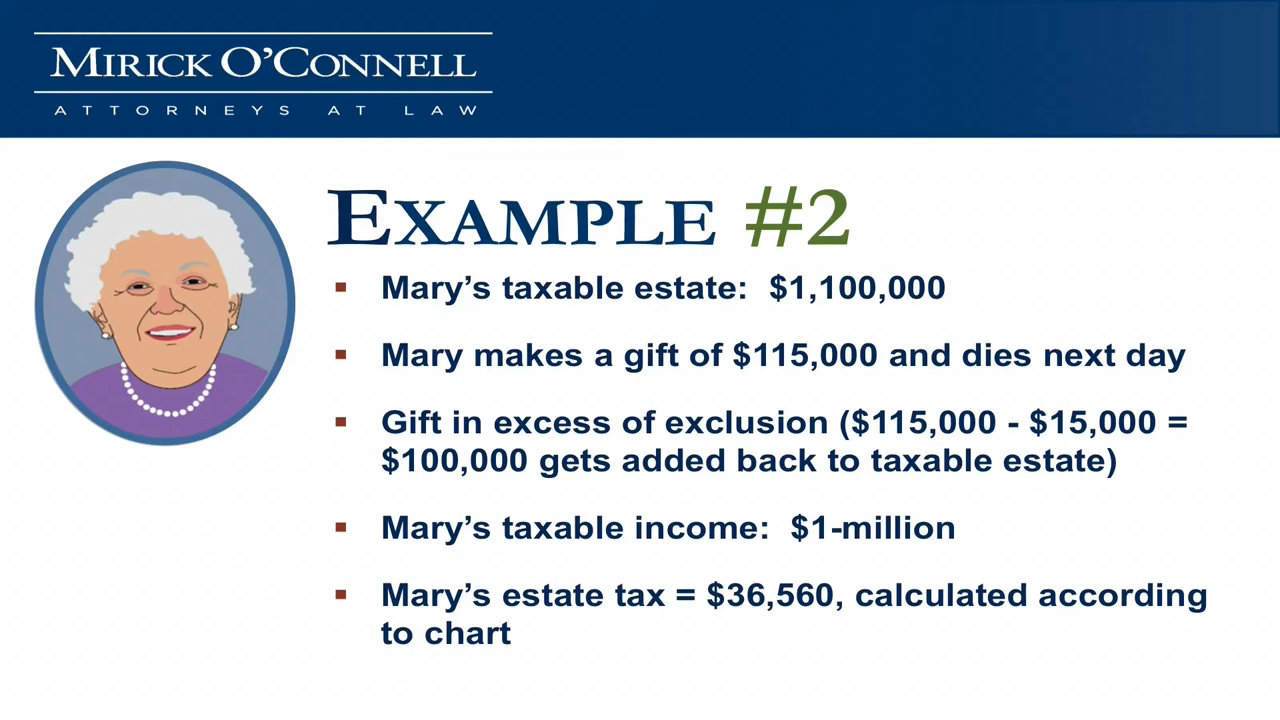 MIRICK O’CONNELL
ATTORNEYS AT LAW
EXAMPLE #2
▪ Mary’s taxable estate: $1,100,000
▪ Mary makes a gift of $115,000 and dies next day
▪ Gift in excess of exclusion ($115,000 - $15,000 =
$100,000 gets added back to taxable estate)
▪ Mary’s taxable income: $1-million
▪ Mary’s estate tax = $36,560, calculated according
to chart